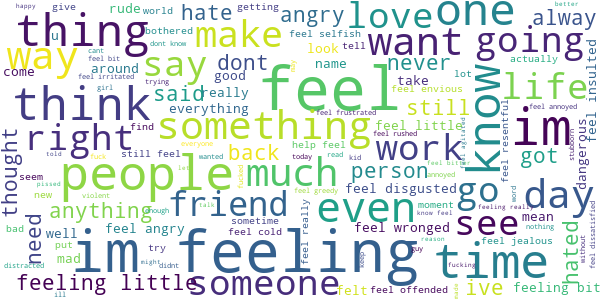 happy give rude world getting hate angry love one better
thing make dont bothered feel selfish want going alway
u cant dont know feel bit look tell never come
way say around name said really good take lot actually
feel envious feel insulted
think feel everything find girl trying feel irritated feel frustrated still life
something feel little feel rushed know feel annoyed
right im
told still feel back help feel work got
thought seem people much today read kid person feel disgusted feel resentful stubborn dangerous
new wanted annoyed go day
pissed violent feel greedy
anything friend even moment feel wronged see mean word
need bad well though sometime talk know feel feel jealous nothing hated
feel angry feel cold feel really reason without
put try im feeling guy time feel dissatisfied
mad distracted might didnt keep fucking
feeling little someone felt feel offended ive feeling bit
ill